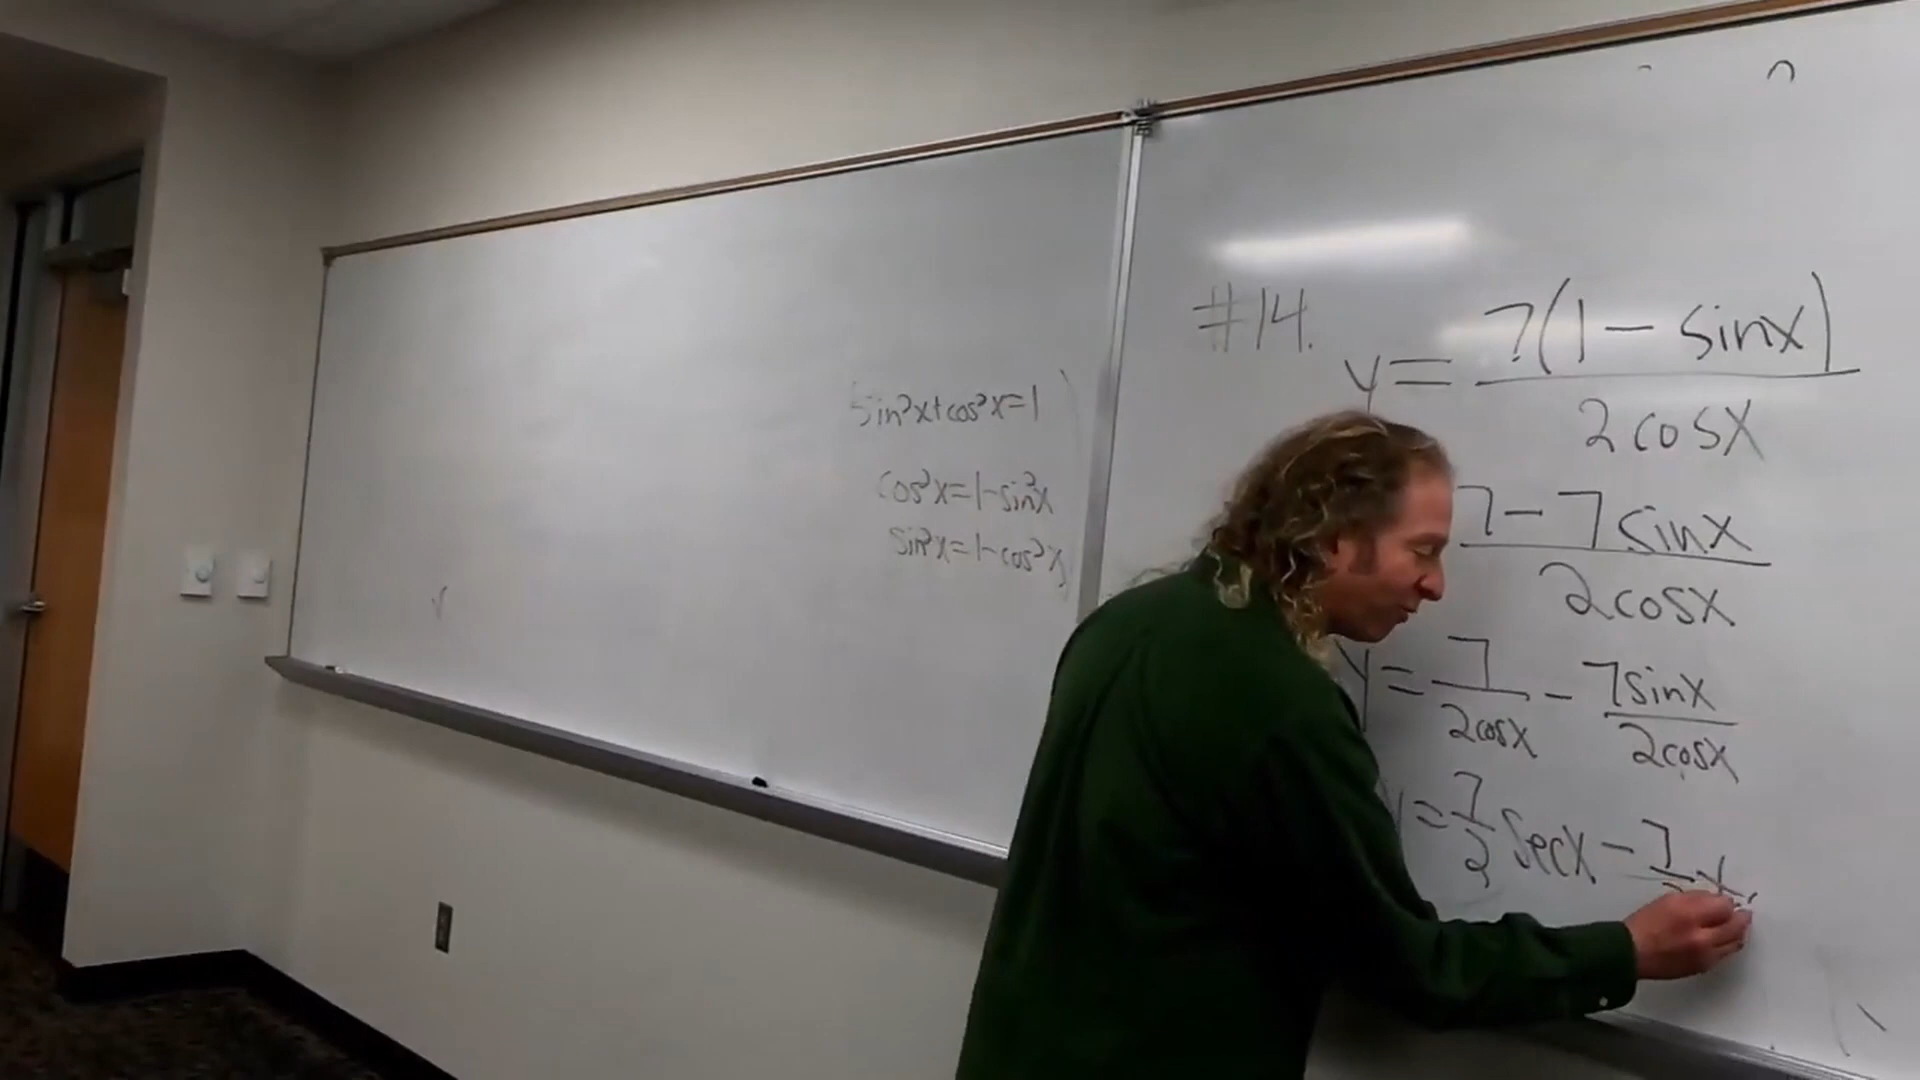 sin²x+cos²x=1
cos²x=1-sin²x
sin²x=1-cos²x
#14.
y = 7(1 - sinx) / 2cosx
7 - 7sinx / 2cosx
y = 7 / 2cosx - 7sinx / 2cosx
= 7/2 secx - 7